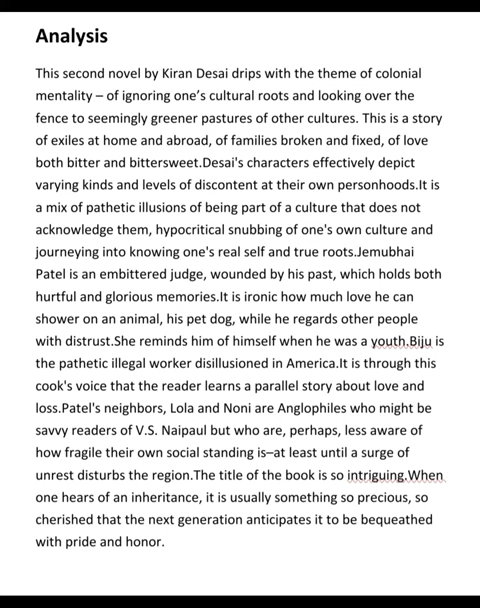 Analysis
This second novel by Kiran Desai drips with the theme of colonial
mentality – of ignoring one's cultural roots and looking over the
fence to seemingly greener pastures of other cultures. This is a story
of exiles at home and abroad, of families broken and fixed, of love
both bitter and bittersweet.Desai's characters effectively depict
varying kinds and levels of discontent at their own personhoods.It is
a mix of pathetic illusions of being part of a culture that does not
acknowledge them, hypocritical snubbing of one's own culture and
journeying into knowing one's real self and true roots.Jemubhai
Patel is an embittered judge, wounded by his past, which holds both
hurtful and glorious memories.It is ironic how much love he can
shower on an animal, his pet dog, while he regards other people
with distrust.She reminds him of himself when he was a youth.Biju is
the pathetic illegal worker disillusioned in America.It is through this
cook's voice that the reader learns a parallel story about love and
loss.Patel's neighbors, Lola and Noni are Anglophiles who might be
savvy readers of V.S. Naipaul but who are, perhaps, less aware of
how fragile their own social standing is–at least until a surge of
unrest disturbs the region.The title of the book is so intriguing.When
one hears of an inheritance, it is usually something so precious, so
cherished that the next generation anticipates it to be bequeathed
with pride and honor.